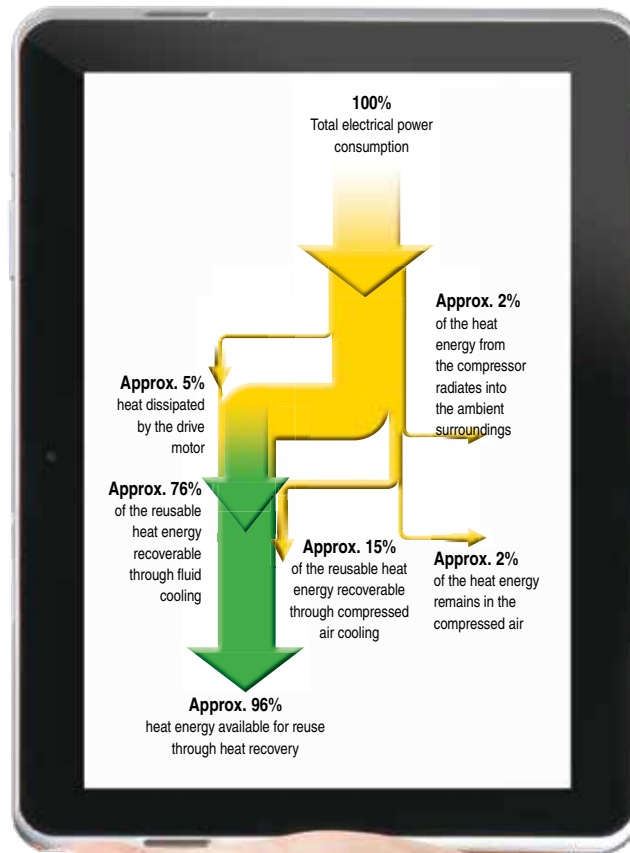 100%
Total electrical power
consumption
Approx. 2%
of the heat
energy from
the compressor
radiates into
the ambient
surroundings
Approx. 5%
heat dissipated
by the drive
motor
Approx. 76%
of the reusable
heat energy
recoverable
through fluid
cooling
Approx. 15%
of the reusable heat
energy recoverable
through compressed
air cooling
Approx. 2%
of the heat energy
remains in the
compressed air
Approx. 96%
heat energy available for reuse
through heat recovery